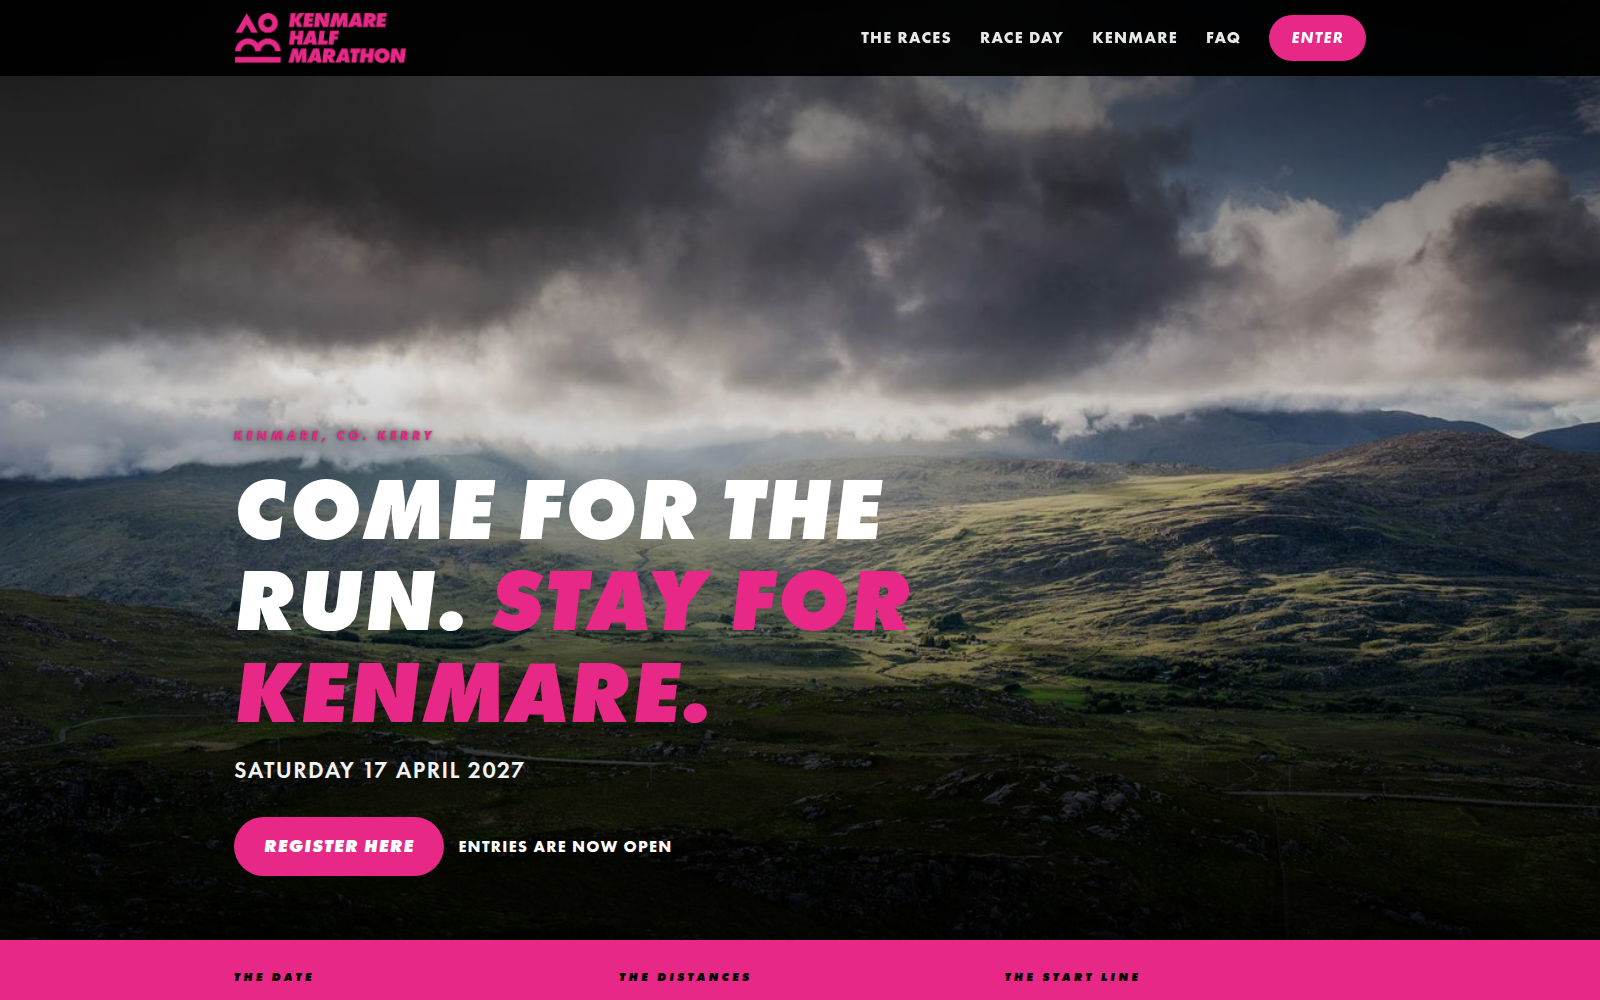 KENMARE
HALF
MARATHON
THE RACES
RACE DAY
KENMARE
FAQ
ENTER
KENMARE, CO. KERRY
COME FOR THE
RUN. STAY FOR
KENMARE.
SATURDAY 17 APRIL 2027
REGISTER HERE
ENTRIES ARE NOW OPEN
THE DATE
THE DISTANCES
THE START LINE